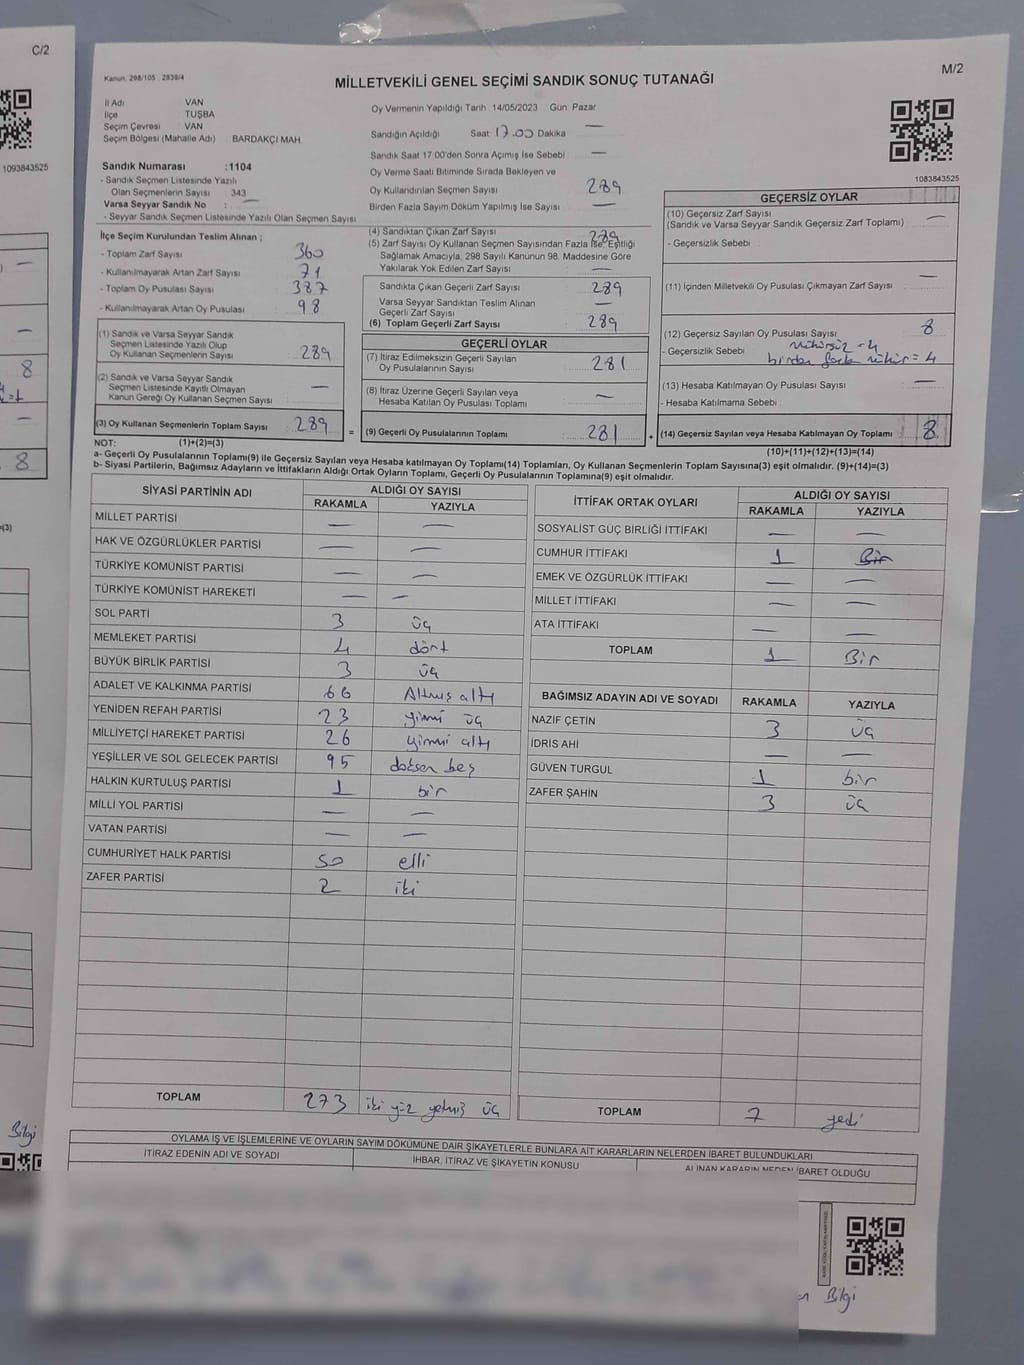 C/2
1093843525
8
8
Bilgi
Kanun: 298/105 . 2839/4
MİLLETVEKİLİ GENEL SEÇİMİ SANDIK SONUÇ TUTANAĞI
M/2
İl Adı VAN
İlçe TUŞBA
Seçim Çevresi VAN
Seçim Bölgesi (Mahalle Adı) BARDAKÇI MAH.
Oy Vermenin Yapıldığı Tarih 14/05/2023 Gün Pazar
Sandığın Açıldığı Saat 17.00 Dakika —
Sandık Saat 17 00'den Sonra Açımış İse Sebebi —
Oy Verme Saati Bitiminde Sırada Bekleyen ve
Oy Kullandırılan Seçmen Sayısı 289
Birden Fazla Sayım Döküm Yapılmış İse Sayısı —
1083843525
Sandık Numarası :1104
- Sandık Seçmen Listesinde Yazılı
Olan Seçmenlerin Sayısı 343
Varsa Seyyar Sandık No : —
- Seyyar Sandık Seçmen Listesinde Yazılı Olan Seçmen Sayısı
İlçe Seçim Kurulundan Teslim Alınan ;
- Toplam Zarf Sayısı 360
- Kullanılmayarak Artan Zarf Sayısı 71
- Toplam Oy Pusulası Sayısı 387
- Kullanılmayarak Artan Oy Pusulası 98
(4) Sandıktan Çıkan Zarf Sayısı 289
(5) Zarf Sayısı Oy Kullanan Seçmen Sayısından Fazla İse, Eşitliği
Sağlamak Amacıyla; 298 Sayılı Kanunun 98. Maddesine Göre
Yakılarak Yok Edilen Zarf Sayısı —
Sandıkta Çıkan Geçerli Zarf Sayısı 289
Varsa Seyyar Sandıktan Teslim Alınan
Geçerli Zarf Sayısı —
(6) Toplam Geçerli Zarf Sayısı 289
GEÇERSİZ OYLAR
(10) Geçersiz Zarf Sayısı —
(Sandık ve Varsa Seyyar Sandık Geçersiz Zarf Toplamı)
- Geçersizlik Sebebi
(11) İçinden Milletvekili Oy Pusulası Çıkmayan Zarf Sayısı —
(12) Geçersiz Sayılan Oy Pusulası Sayısı 8
- Geçersizlik Sebebi mühürsüz = 4
birden fazla mühür = 4
(13) Hesaba Katılmayan Oy Pusulası Sayısı —
- Hesaba Katılmama Sebebi
(14) Geçersiz Sayılan veya Hesaba Katılmayan Oy Toplamı 8
(10)+(11)+(12)+(13)=(14)
(1) Sandık ve Varsa Seyyar Sandık
Seçmen Listesinde Yazılı Olup
Oy Kullanan Seçmenlerin Sayısı 289
(2) Sandık ve Varsa Seyyar Sandık
Seçmen Listesinde Kayıtlı Olmayan
Kanun Gereği Oy Kullanan Seçmen Sayısı —
(3) Oy Kullanan Seçmenlerin Toplam Sayısı 289 =
GEÇERLİ OYLAR
(7) İtiraz Edilmeksizin Geçerli Sayılan
Oy Pusulalarının Sayısı 281
(8) İtiraz Üzerine Geçerli Sayılan veya
Hesaba Katılan Oy Pusulası Toplamı —
(9) Geçerli Oy Pusulalarının Toplamı 281 +
NOT: (1)+(2)=(3)
a- Geçerli Oy Pusulalarının Toplamı(9) ile Geçersiz Sayılan veya Hesaba katılmayan Oy Toplamı(14) Toplamları, Oy Kullanan Seçmenlerin Toplam Sayısına(3) eşit olmalıdır. (9)+(14)=(3)
b- Siyasi Partilerin, Bağımsız Adayların ve İttifakların Aldığı Ortak Oyların Toplamı, Geçerli Oy Pusulalarının Toplamına(9) eşit olmalıdır.
SİYASİ PARTİNİN ADI ALDIĞI OY SAYISI
RAKAMLA YAZIYLA
MİLLET PARTİSİ — —
HAK VE ÖZGÜRLÜKLER PARTİSİ — —
TÜRKİYE KOMÜNİST PARTİSİ — —
TÜRKİYE KOMÜNİST HAREKETİ — —
SOL PARTİ 3 üç
MEMLEKET PARTİSİ 4 dört
BÜYÜK BİRLİK PARTİSİ 3 üç
ADALET VE KALKINMA PARTİSİ 66 Altmış altı
YENİDEN REFAH PARTİSİ 23 yirmi üç
MİLLİYETÇİ HAREKET PARTİSİ 26 yirmi altı
YEŞİLLER VE SOL GELECEK PARTİSİ 95 doksan beş
HALKIN KURTULUŞ PARTİSİ 1 bir
MİLLİ YOL PARTİSİ — —
VATAN PARTİSİ — —
CUMHURİYET HALK PARTİSİ 50 elli
ZAFER PARTİSİ 2 iki
TOPLAM 273 iki yüz yetmiş üç
İTTİFAK ORTAK OYLARI ALDIĞI OY SAYISI
RAKAMLA YAZIYLA
SOSYALİST GÜÇ BİRLİĞİ İTTİFAKI — —
CUMHUR İTTİFAKI 1 Bir
EMEK VE ÖZGÜRLÜK İTTİFAKI — —
MİLLET İTTİFAKI — —
ATA İTTİFAKI — —
TOPLAM 1 Bir
BAĞIMSIZ ADAYIN ADI VE SOYADI RAKAMLA YAZIYLA
NAZİF ÇETİN 3 üç
İDRİS AHİ — —
GÜVEN TURGUL 1 bir
ZAFER ŞAHİN 3 üç
TOPLAM 7 yedi
OYLAMA İŞ VE İŞLEMLERİNE VE OYLARIN SAYIM DÖKÜMÜNE DAİR ŞİKAYETLERLE BUNLARA AİT KARARLARIN NELERDEN İBARET BULUNDUKLARI
İTİRAZ EDENİN ADI VE SOYADI İHBAR, İTİRAZ VE ŞİKAYETİN KONUSU ALINAN KARARIN NEDEN İBARET OLDUĞU
Bilgi